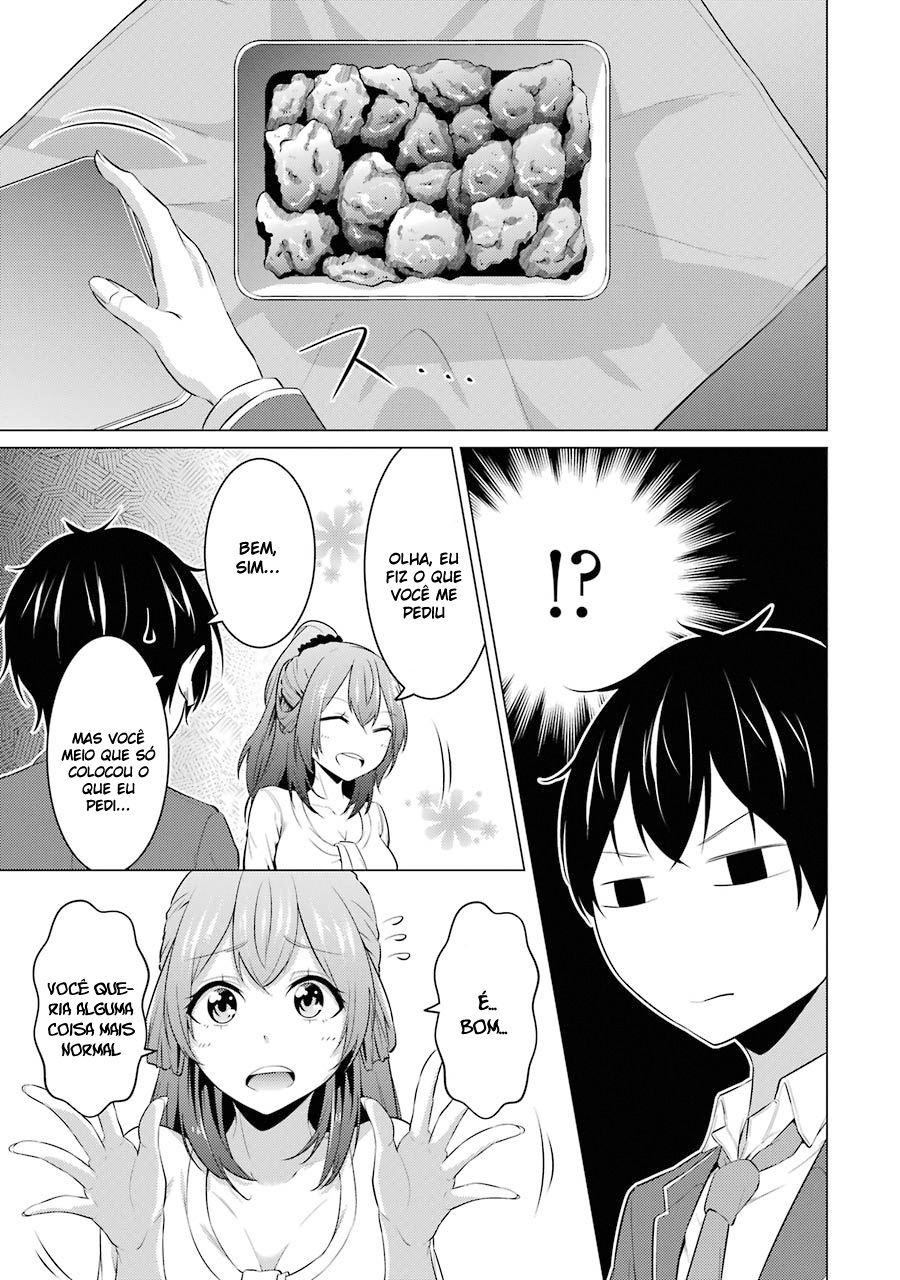 ス...
!?
OLHA, EU
FIZ O QUE
VOCÊ ME
PEDIU
BEM,
SIM...
MAS VOCÊ
MEIO QUE SÓ
COLOCOU O
QUE EU
PEDI...
É...
BOM...
VOCÊ QUE-
RIA ALGUMA
COISA MAIS
NORMAL